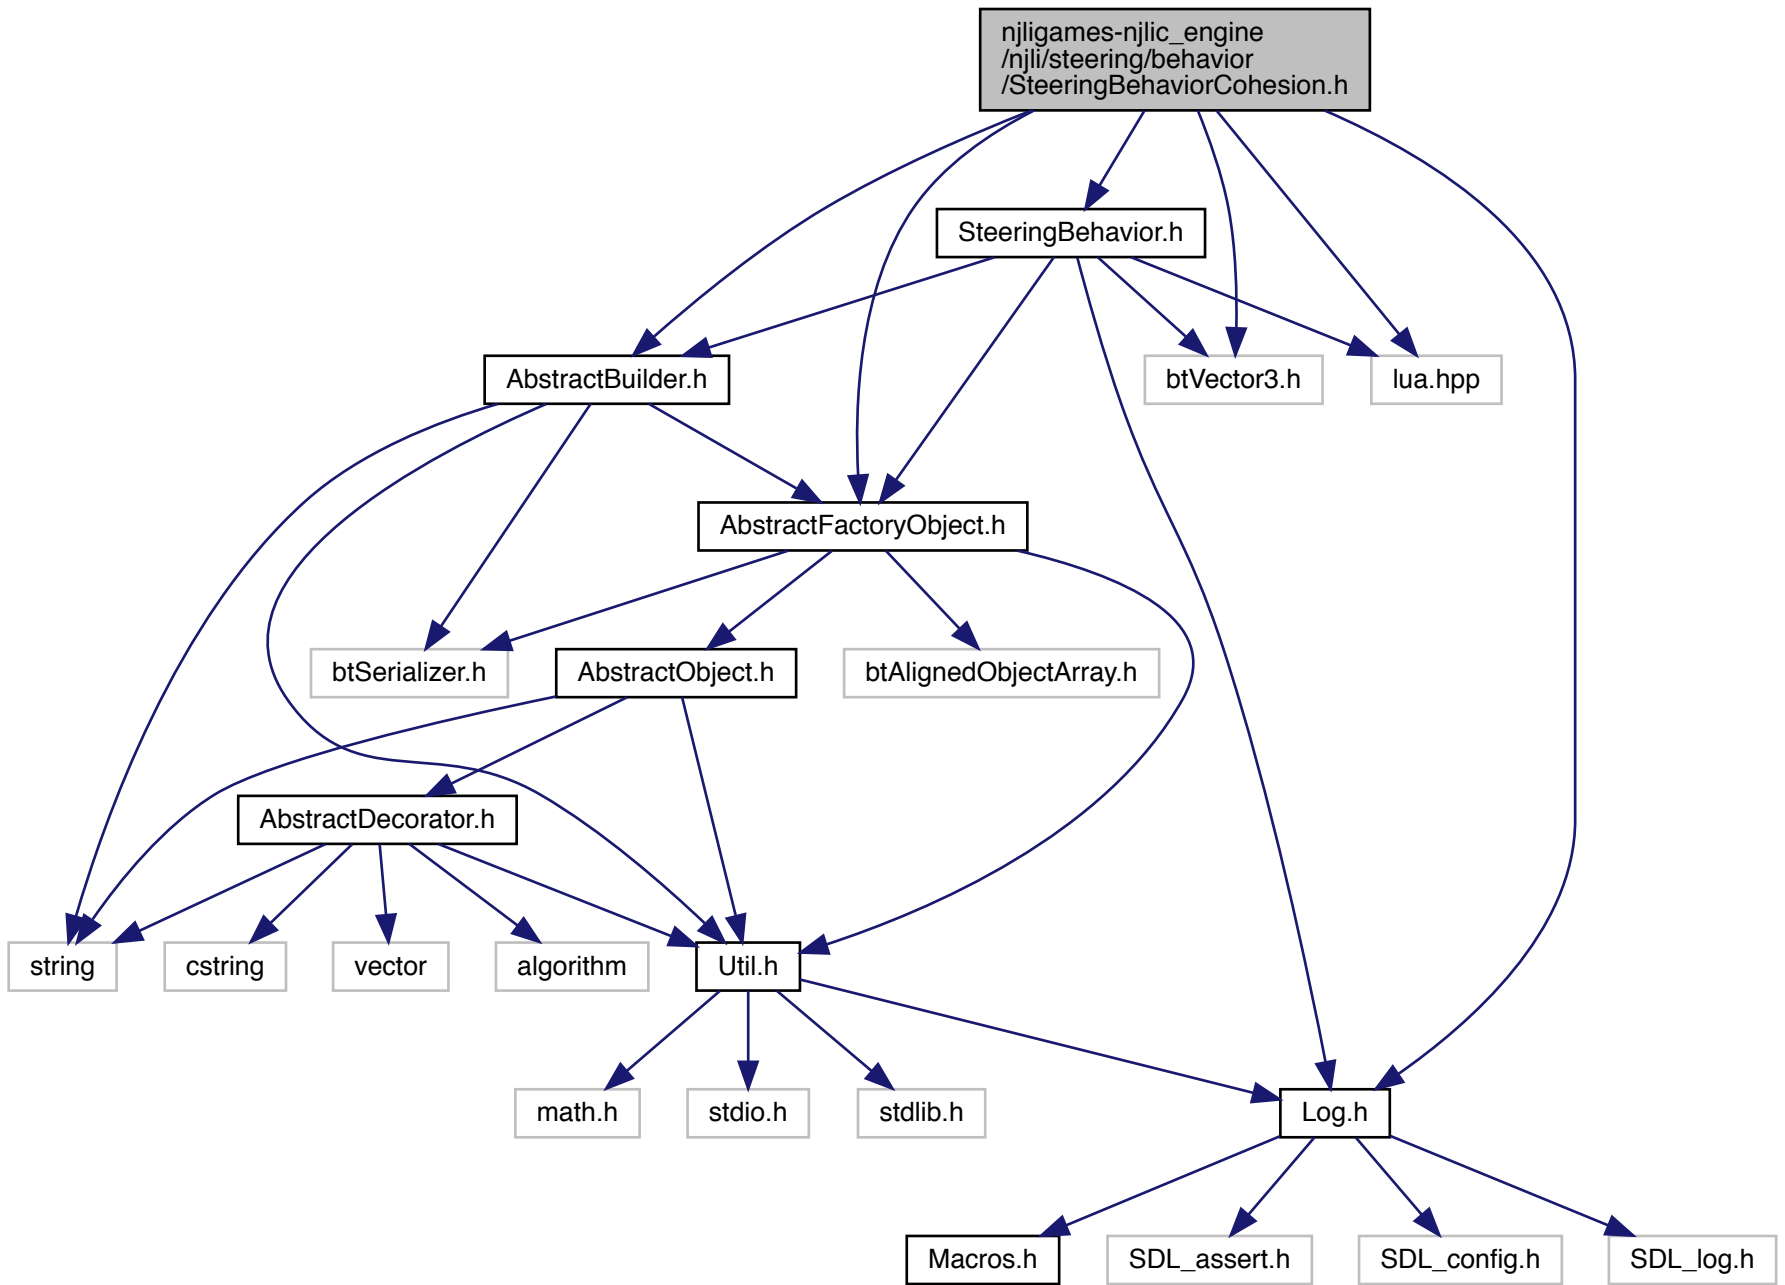 njligames-njlic_engine
/njli/steering/behavior
/SteeringBehaviorCohesion.h
SteeringBehavior.h
AbstractBuilder.h
btVector3.h
lua.hpp
AbstractFactoryObject.h
btSerializer.h
AbstractObject.h
btAlignedObjectArray.h
AbstractDecorator.h
string
cstring
vector
algorithm
Util.h
math.h
stdio.h
stdlib.h
Log.h
Macros.h
SDL_assert.h
SDL_config.h
SDL_log.h